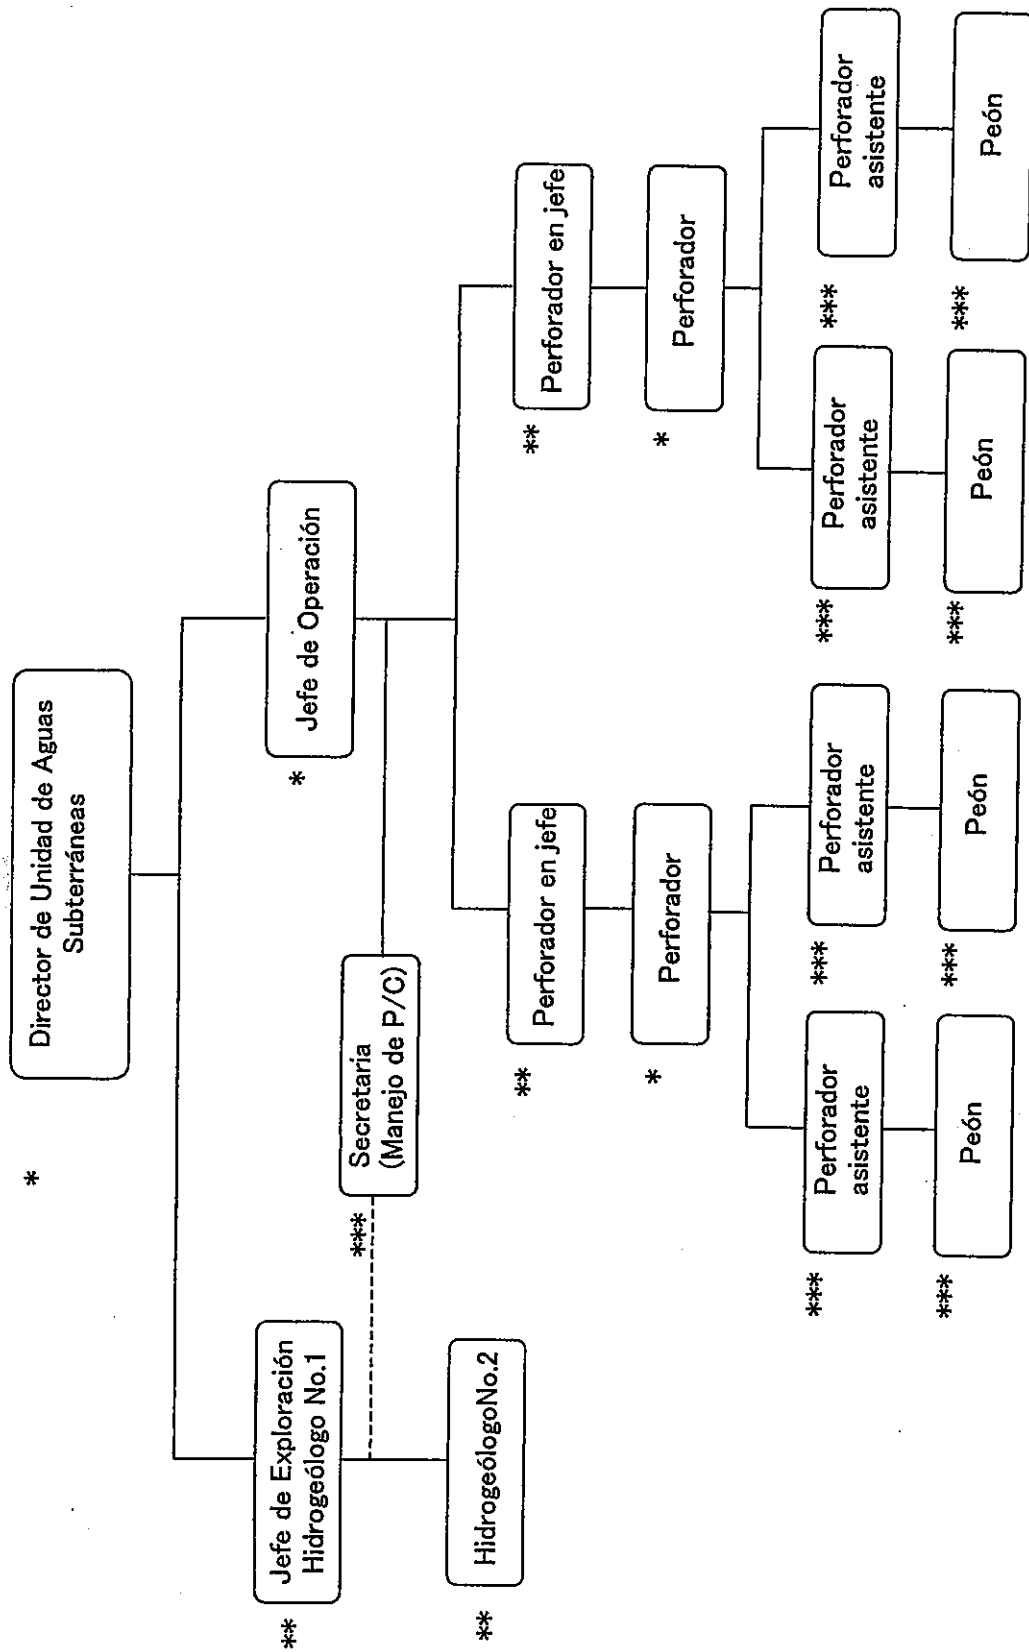 *
Director de Unidad de Aguas
Subterráneas
**
Jefe de Exploración
Hidrogeólogo No.1
*
Jefe de Operación
***
Secretaria
(Manejo de P/C)
**
HidrogeólogoNo.2
**
Perforador en jefe
**
Perforador en jefe
*
Perforador
*
Perforador
***
Perforador
asistente
***
Perforador
asistente
***
Perforador
asistente
***
Perforador
asistente
***
Peón
***
Peón
***
Peón
***
Peón